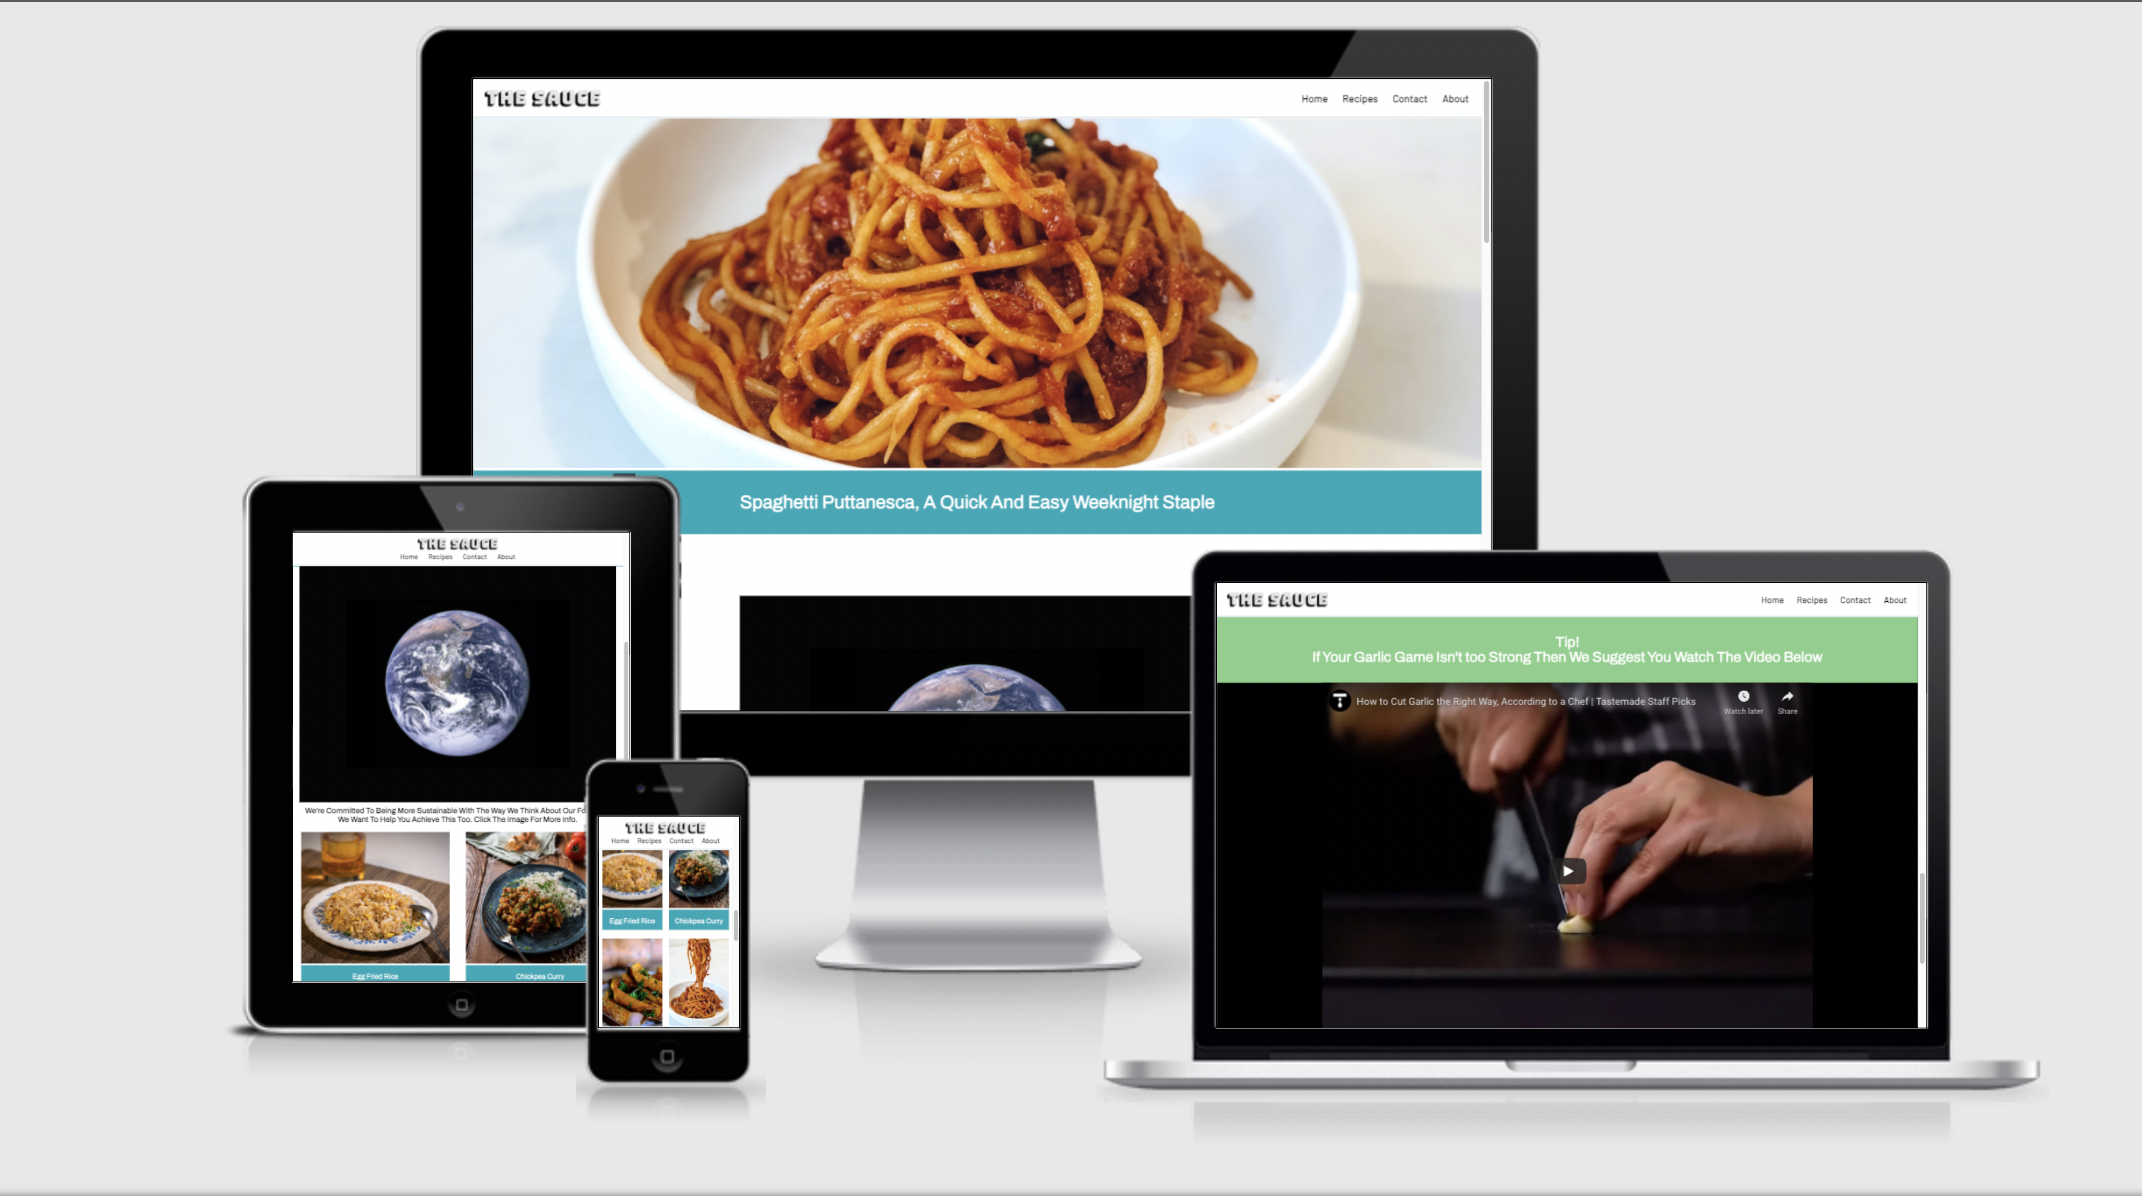 THE SAUCE
Home Recipes Contact About
Spaghetti Puttanesca, A Quick And Easy Weeknight Staple
THE SAUCE
Home Recipes Contact About
We're Committed To Being More Sustainable With The Way We Think About Our
We Want To Help You Achieve This Too. Click The Image For More Info.
Egg Fried Rice
Chickpea Curry
THE SAUCE
Home Recipes Contact About
Egg Fried Rice
Chickpea Curry
THE SAUCE
Home Recipes Contact About
Tip!
If Your Garlic Game Isn't too Strong Then We Suggest You Watch The Video Below
How to Cut Garlic the Right Way, According to a Chef | Tastemade Staff Picks
Watch later
Share